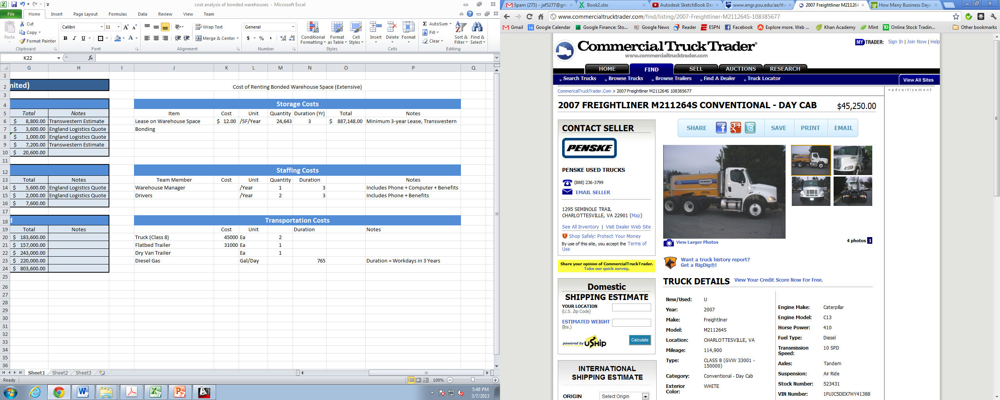 cost analysis of bonded warehouses - Microsoft Excel
File Home Insert Page Layout Formulas Data Review View Team
Paste Cut Copy Format Painter
Calibri 11
Wrap Text Merge & Center
General
Conditional Formatting Format as Table Cell Styles
Insert Delete Format
AutoSum Fill Clear
Sort & Filter Find & Select
Clipboard Font Alignment Number Styles Cells Editing
K22 fx
G H I J K L M N O P Q
1
2 nited) Cost of Renting Bonded Warehouse Space (Extensive)
3
4 Storage Costs
5 Total Notes Item Cost Unit Quantity Duration (Yr) Total Notes
6 $ 8,800.00 Transwestern Estimate Lease on Warehouse Space $ 12.00 /SF/Year 24,643 3 $ 887,148.00 Minimum 3-year Lease, Transwestern
7 $ 3,600.00 England Logistics Quote Bonding
8 $ 1,000.00 England Logistics Quote
9 $ 7,200.00 Transwestern Estimate
10 $ 20,600.00
11
12 Staffing Costs
13 Total Notes Team Member Cost Unit Quantity Duration Notes
14 $ 5,600.00 England Logistics Quote Warehouse Manager /Year 1 3 Includes Phone + Computer + Benefits
15 $ 2,000.00 England Logistics Quote Drivers /Year 2 3 Includes Phone + Benefits
16 $ 7,600.00
17
18 d Transportation Costs
19 Total Notes Cost Unit Duration Notes
20 $ 183,600.00 Truck (Class 8) 45000 Ea 2
21 $ 157,000.00 Flatbed Trailer 31000 Ea 1
22 $ 243,000.00 Dry Van Trailer Ea 1
23 $ 220,000.00 Diesel Gas Gal/Day 765 Duration = Workdays in 3 Years
24 $ 803,600.00
25
26
27
28
29
30
31
32
33
34
35
36
Sheet1 Sheet2 Sheet3
Ready 100%
5:48 PM
3/7/2013
Spam (275) - jaf5277@gm Book2.xlsx Autodesk SketchBook Des www.engr.psu.edu/ae/the 2007 Freightliner M211264 How Many Business Days
www.commercialtrucktrader.com/find/listing/2007-Freightliner-M211264S-108385677
Gmail Google Calendar Google Finance: Sto... Google News Reader ESPN Facebook Explore more. Web ... Khan Academy Mint Online Stock Tradin... Other bookmarks
Commercial Truck Trader®
www.commercialtrucktrader.com
MY TRADER: Sign In | Join Now | Help
HOME FIND SELL AUCTIONS RESEARCH
» Search Trucks » Browse Trucks » Browse Trailers » Find A Dealer » Truck Locator View All Sites
CommericalTruckTrader.Com > 2007 Freightliner M211264S 108385677
advertisement
2007 FREIGHTLINER M211264S CONVENTIONAL - DAY CAB $45,250.00
SHARE SAVE PRINT EMAIL
CONTACT SELLER
PENSKE
PENSKE USED TRUCKS
(888) 236-3799
EMAIL SELLER
1295 SEMINOLE TRAIL
CHARLOTTESVILLE, VA 22901 (Map)
See All Inventory | Visit Dealer Web Site
Shop Safely: Protect Your Money
By use of this site, you accept the Terms of
Use
PENSKE
View Larger Photos
4 photos 1
Share your opinion of CommercialTruckTrader.
Take our quick survey.
Want a truck history report?
Get a RigDig®!
Domestic
SHIPPING ESTIMATE
YOUR LOCATION
(U.S. Zip Code)
ESTIMATED WEIGHT
(lbs.)
powered by uShip Calculate
INTERNATIONAL
SHIPPING ESTIMATE
ORIGIN Select Origin
TRUCK DETAILS View Your Credit Score Now For Free.
New/Used: U
Year: 2007
Make: Freightliner
Model: M211264S
Location: CHARLOTTESVILLE, VA
Mileage: 114,900
Type: CLASS 8 (GVW 33001 -
150000)
Category: Conventional - Day Cab
Exterior
Color: WHITE
Engine Make: Caterpillar
Engine Model: C13
Horse Power: 410
Fuel Type: Diesel
Transmission
Speed: 10 SPD
Axles: Tandem
Suspension: Air Ride
Stock Number: 523431
VIN Number: 1FUJC5DEX7HY41388